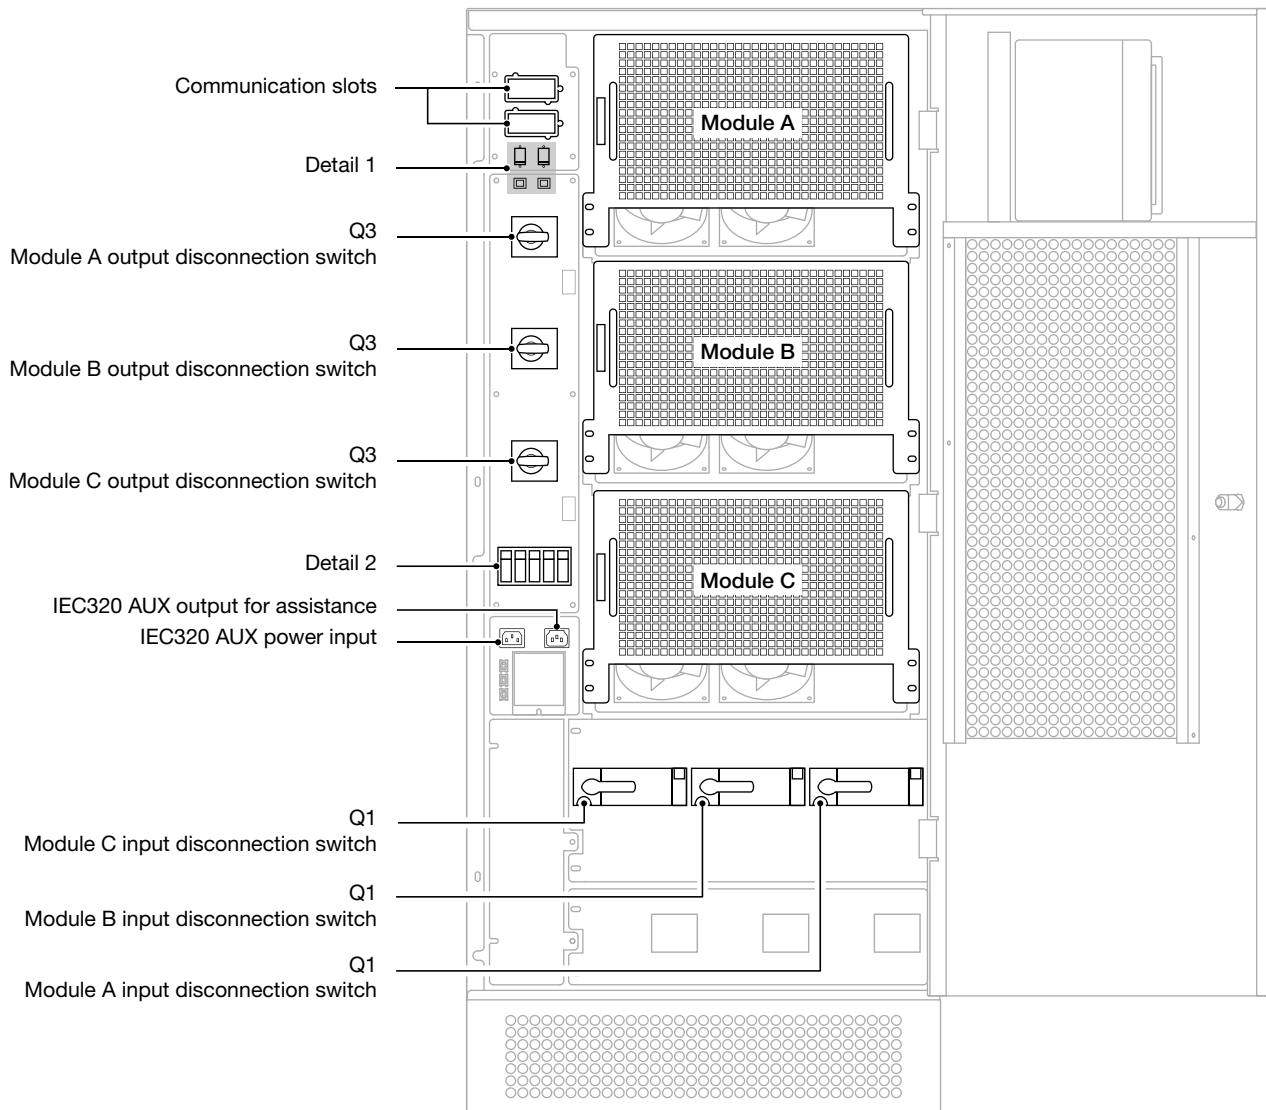 Communication slots
Module A
Detail 1
Q3
Module A output disconnection switch
Q3
Module B output disconnection switch
Module B
Q3
Module C output disconnection switch
Detail 2
Module C
IEC320 AUX output for assistance
IEC320 AUX power input
Q1
Module C input disconnection switch
Q1
Module B input disconnection switch
Q1
Module A input disconnection switch